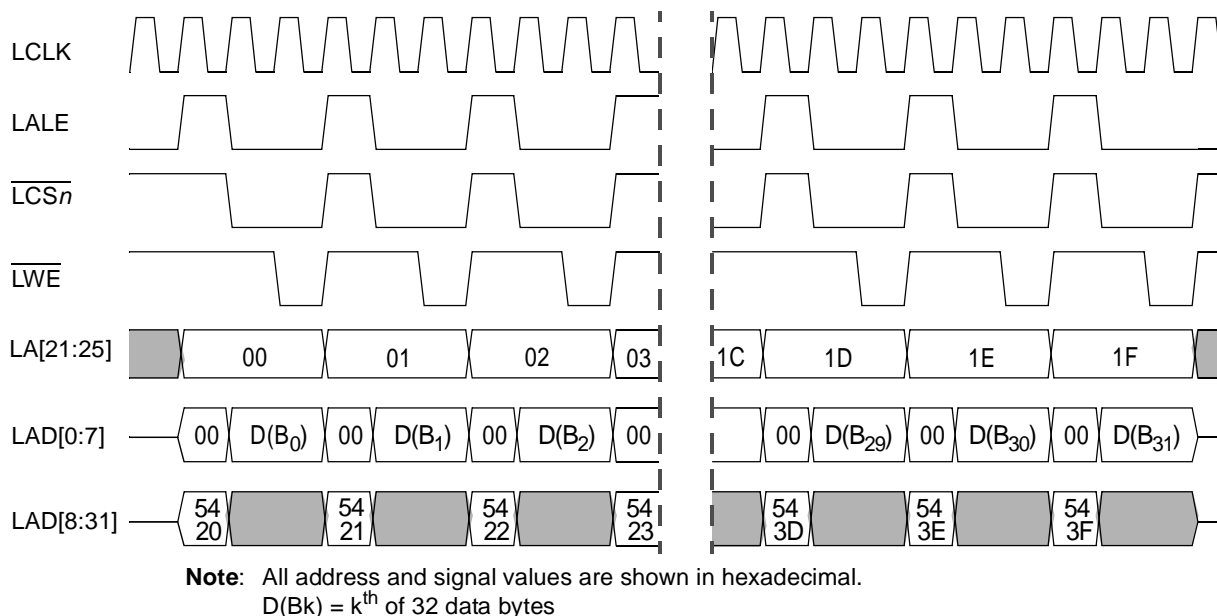 LCLK
LALE
LCSn
LWE
LA[21:25] 00 01 02 03 1C 1D 1E 1F
LAD[0:7] 00 D(B0) 00 D(B1) 00 D(B2) 00 00 D(B29) 00 D(B30) 00 D(B31)
LAD[8:31] 54 20 54 21 54 22 54 23 54 3D 54 3E 54 3F
Note: All address and signal values are shown in hexadecimal.
D(Bk) = kth of 32 data bytes